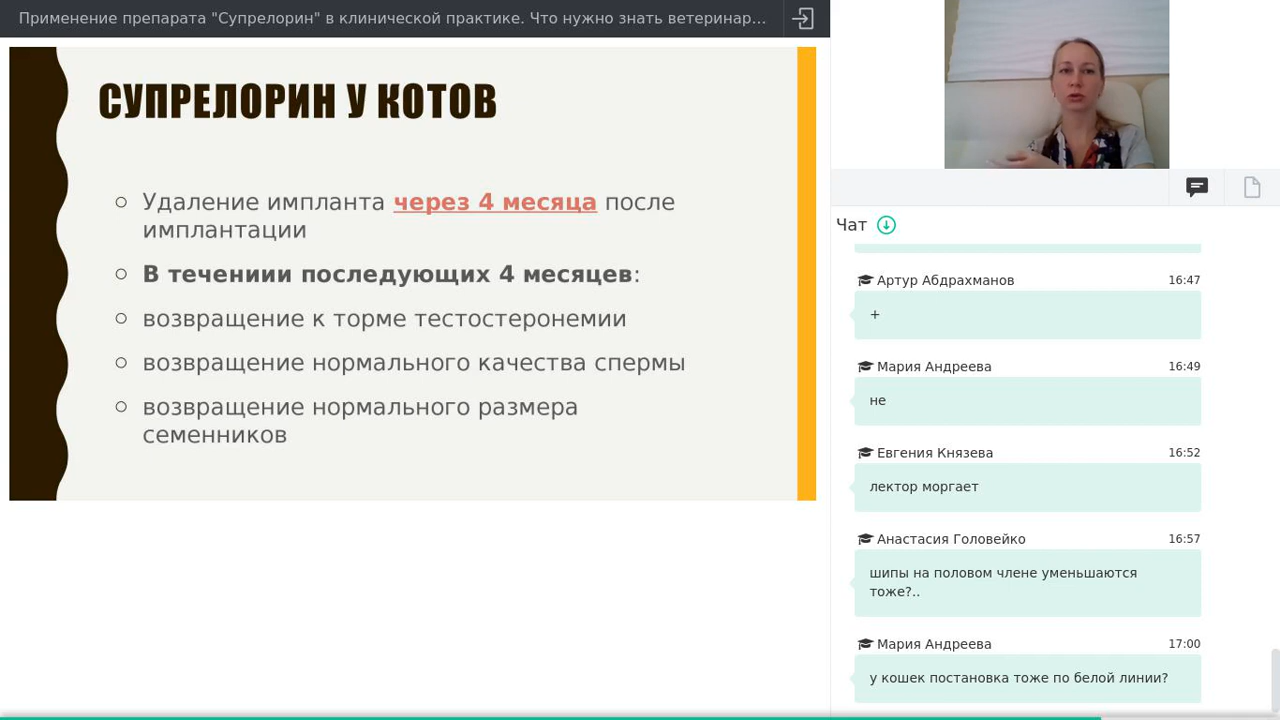 Применение препарата "Супрелорин" в клинической практике. Что нужно знать ветеринар...
СУПРЕЛОРИН У КОТОВ
Удаление импланта через 4 месяца после
имплантации
В течениии последующих 4 месяцев:
возвращение к торме тестостеронемии
возвращение нормального качества спермы
возвращение нормального размера
семенников
Чат
Артур Абдрахманов 16:47
+
Мария Андреева 16:49
не
Евгения Князева 16:52
лектор моргает
Анастасия Головейко 16:57
шипы на половом члене уменьшаются
тоже?..
Мария Андреева 17:00
у кошек постановка тоже по белой линии?